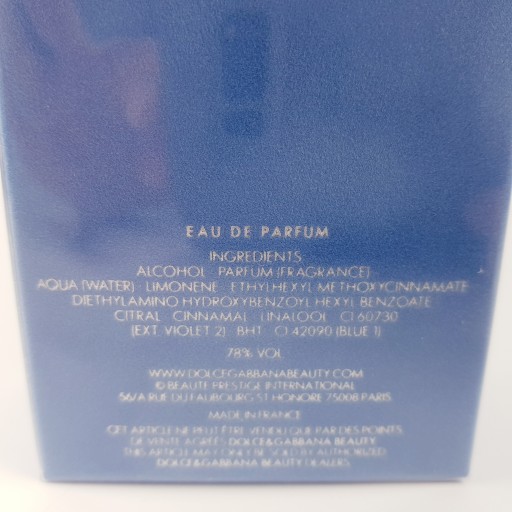 EAU DE PARFUM
INGREDIENTS
ALCOHOL · PARFUM (FRAGRANCE)
AQUA (WATER) · LIMONENE · ETHYLHEXYL METHOXYCINNAMATE
DIETHYLAMINO HYDROXYBENZOYL HEXYL BENZOATE
CITRAL · CINNAMAL · LINALOOL · CI 60730
(EXT. VIOLET 2) · BHT · CI 42090 (BLUE 1)
78% VOL
WWW.DOLCEGABBANABEAUTY.COM
© BEAUTE PRESTIGE INTERNATIONAL
56/A RUE DU FAUBOURG ST HONORE 75008 PARIS
MADE IN FRANCE
CET ARTICLE NE PEUT ÊTRE VENDU QUE PAR DES POINTS
DE VENTE AGRÉÉS DOLCE&GABBANA BEAUTY
THIS ARTICLE MAY ONLY BE SOLD BY AUTHORIZED
DOLCE&GABBANA BEAUTY DEALERS